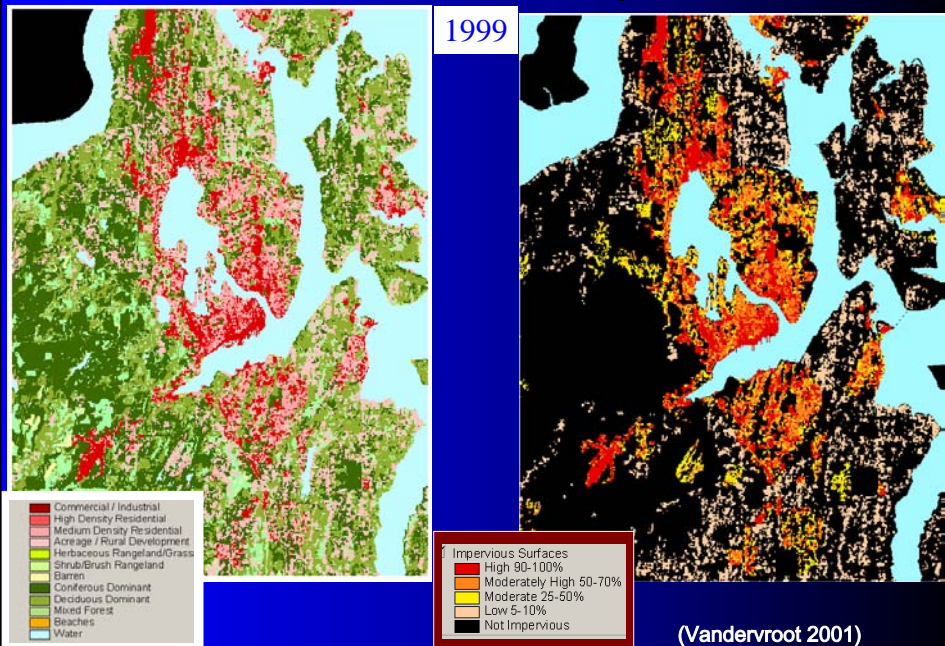 1999
Commercial / Industrial
High Density Residential
Medium Density Residential
Acreage / Rural Development
Herbaceous Rangeland/Grass
Shrub/Brush Rangeland
Barren
Coniferous Dominant
Deciduous Dominant
Mixed Forest
Beaches
Water
Impervious Surfaces
High 90-100%
Moderately High 50-70%
Moderate 25-50%
Low 5-10%
Not Impervious
(Vandervroot 2001)